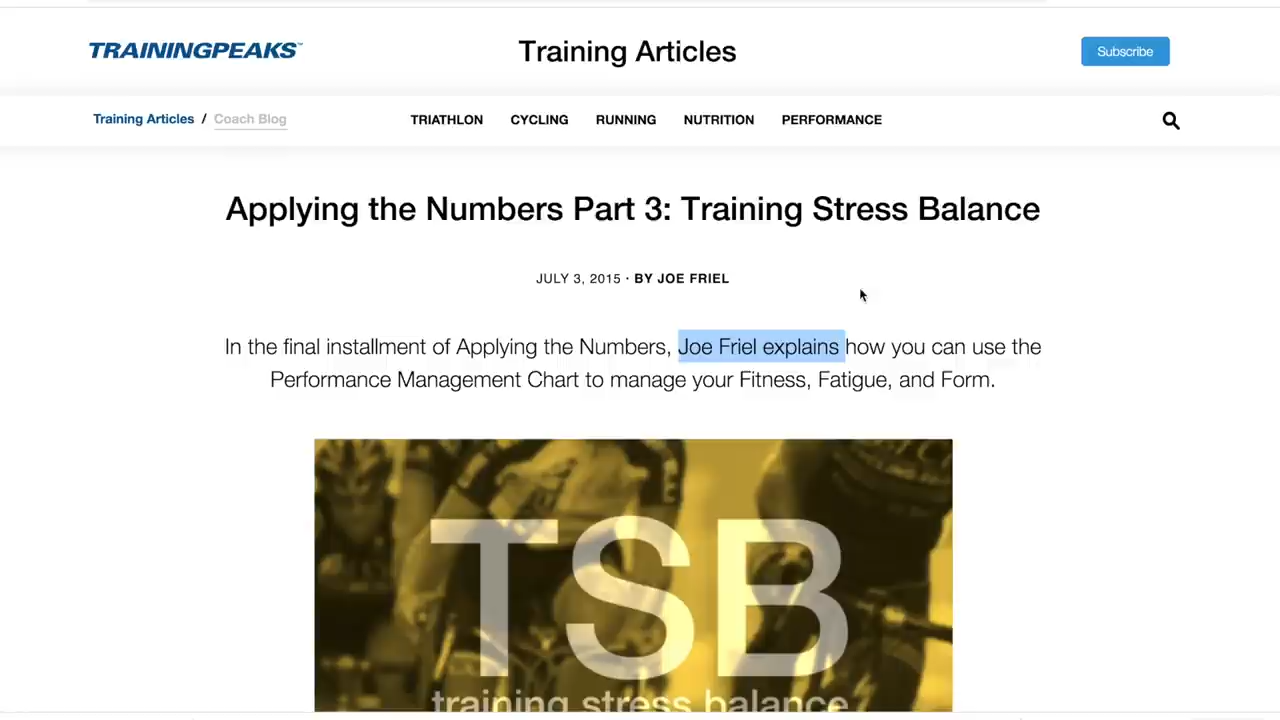 TRAININGPEAKS™
Training Articles
Subscribe
Training Articles / Coach Blog
TRIATHLON CYCLING RUNNING NUTRITION PERFORMANCE
Applying the Numbers Part 3: Training Stress Balance
JULY 3, 2015 · BY JOE FRIEL
In the final installment of Applying the Numbers, Joe Friel explains how you can use the
Performance Management Chart to manage your Fitness, Fatigue, and Form.
TSB
training stress balance